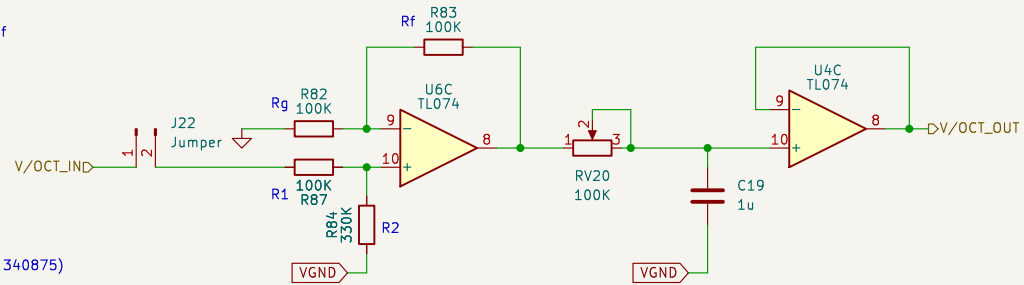 f
Rf
R83
100K
Rg
R82
100K
U6C
TL074
9
−
10
+
8
J22
Jumper
1
2
V/OCT_IN
100K
R87
R1
R84
330K
R2
VGND
1
2
3
RV20
100K
C19
1u
VGND
U4C
TL074
9
−
10
+
8
V/OCT_OUT
340875)